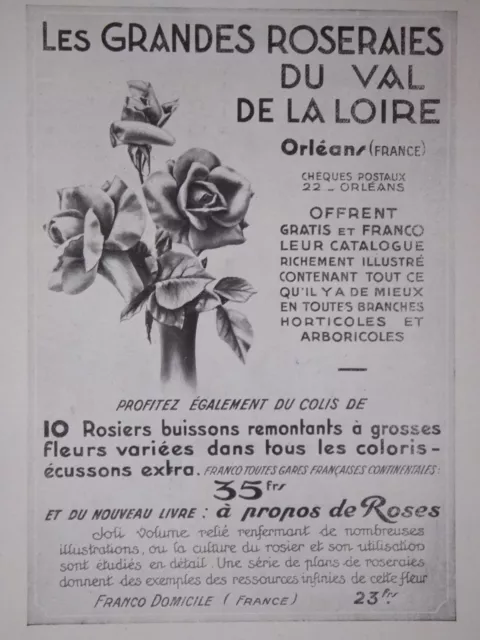 LES GRANDES ROSERAIES
DU VAL
DE LA LOIRE
Orléans (FRANCE)
CHÈQUES POSTAUX
22 - ORLÉANS
OFFRENT
GRATIS ET FRANCO
LEUR CATALOGUE
RICHEMENT ILLUSTRÉ
CONTENANT TOUT CE
QU'IL Y A DE MIEUX
EN TOUTES BRANCHES
HORTICOLES ET
ARBORICOLES
PROFITEZ ÉGALEMENT DU COLIS DE
10 Rosiers buissons remontants à grosses
fleurs variées dans tous les coloris -
écussons extra. FRANCO TOUTES GARES FRANÇAISES CONTINENTALES:
35 frs
ET DU NOUVEAU LIVRE : à propos de Roses
Joli volume relié renfermant de nombreuses
illustrations, ou la culture du rosier et son utilisation
sont étudiés en détail. Une série de plans de roseraies
donnent des exemples des ressources infinies de cette fleur
FRANCO DOMICILE ( FRANCE ) 23 Frs